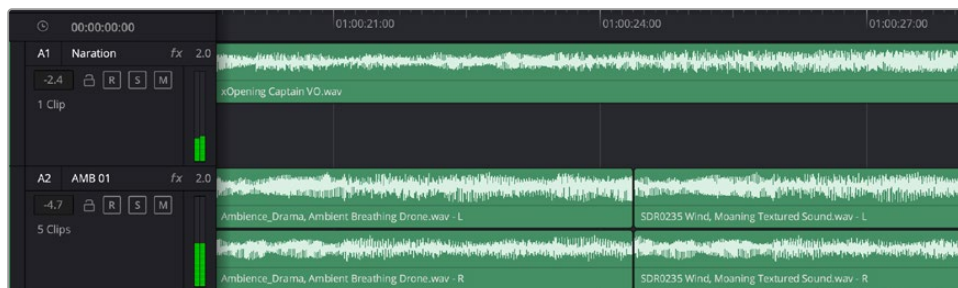 00:00:00:00 01:00:21:00 01:00:24:00 01:00:27:00
A1 Naration fx 2.0
-2.4 R S M
xOpening Captain VO.wav
1 Clip
A2 AMB 01 fx 2.0
-4.7 R S M
Ambience_Drama, Ambient Breathing Drone.wav - L SDR0235 Wind, Moaning Textured Sound.wav - L
5 Clips
Ambience_Drama, Ambient Breathing Drone.wav - R SDR0235 Wind, Moaning Textured Sound.wav - R